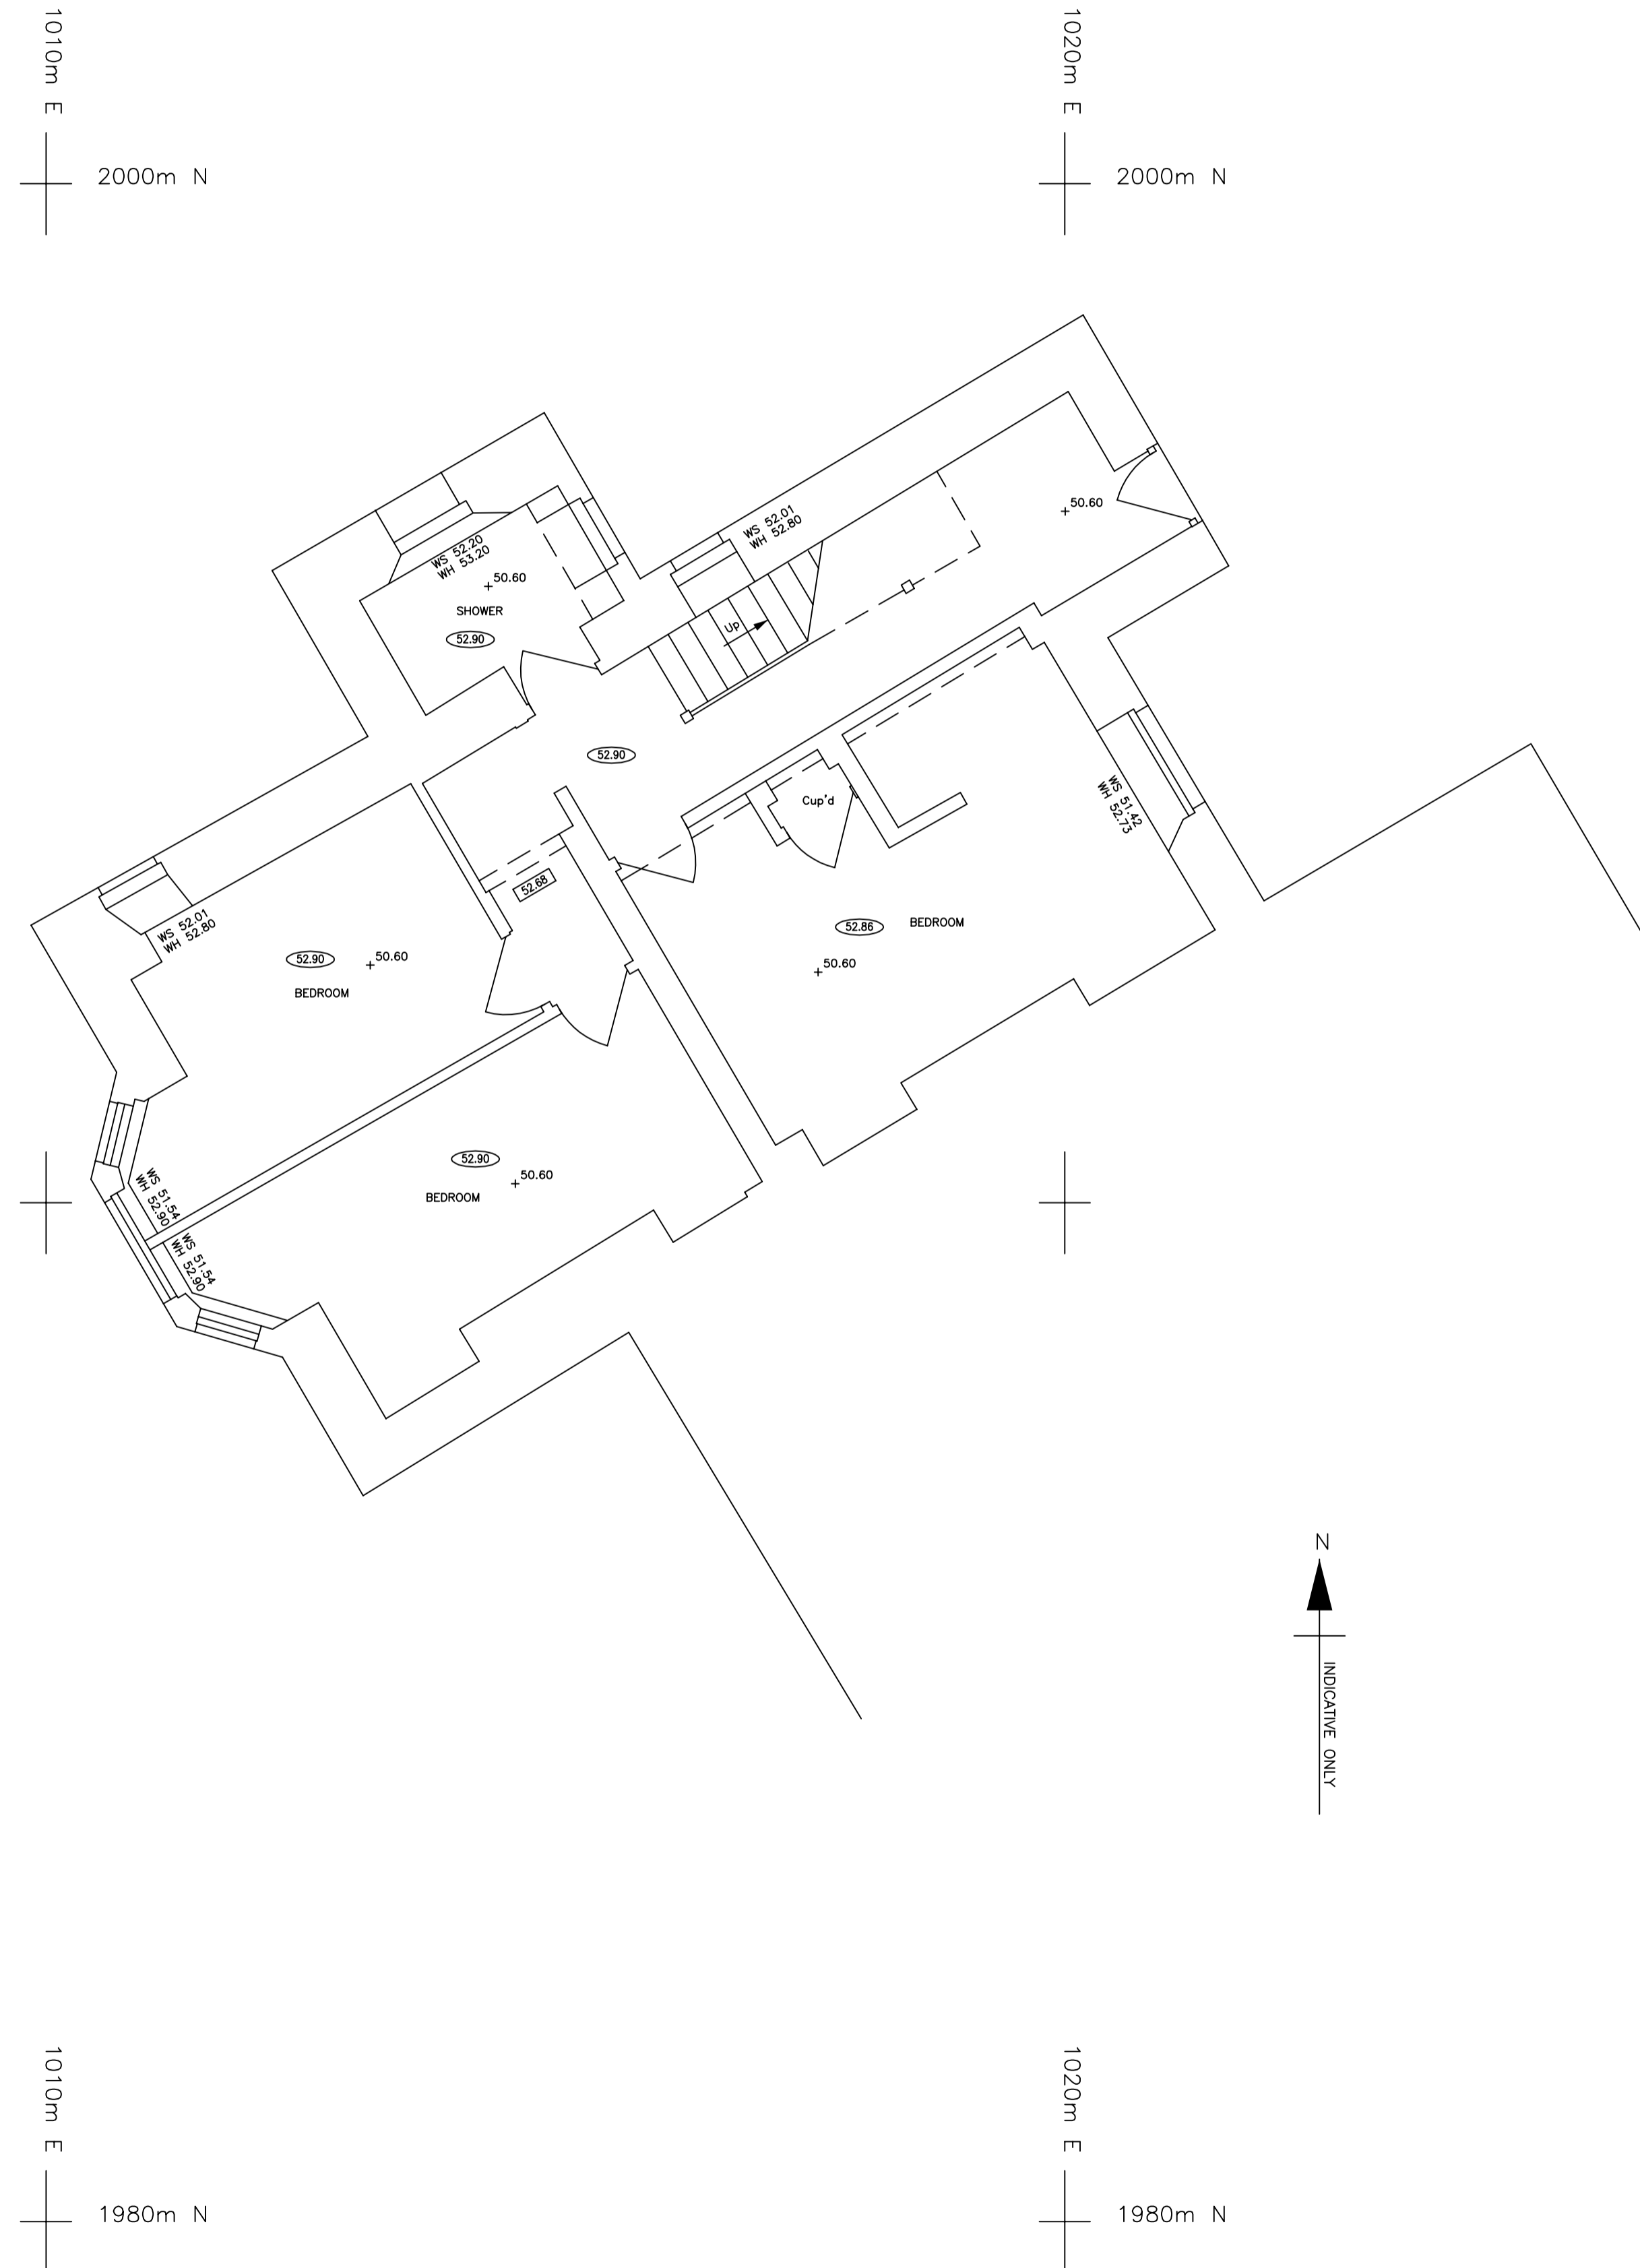 1010m E
1020m E
2000m N
2000m N
50.60
WS 52.01
WH 52.80
WS 52.20
WH 53.20
50.60
SHOWER
52.90
Up
52.90
Cup'd
WS 51.42
WH 52.73
52.68
WS 52.01
WH 52.80
52.86
BEDROOM
52.90
50.60
50.60
BEDROOM
52.90
50.60
BEDROOM
WS 51.54
WH 52.90
WS 51.54
WH 52.90
N
INDICATIVE ONLY
1010m E
1020m E
1980m N
1980m N